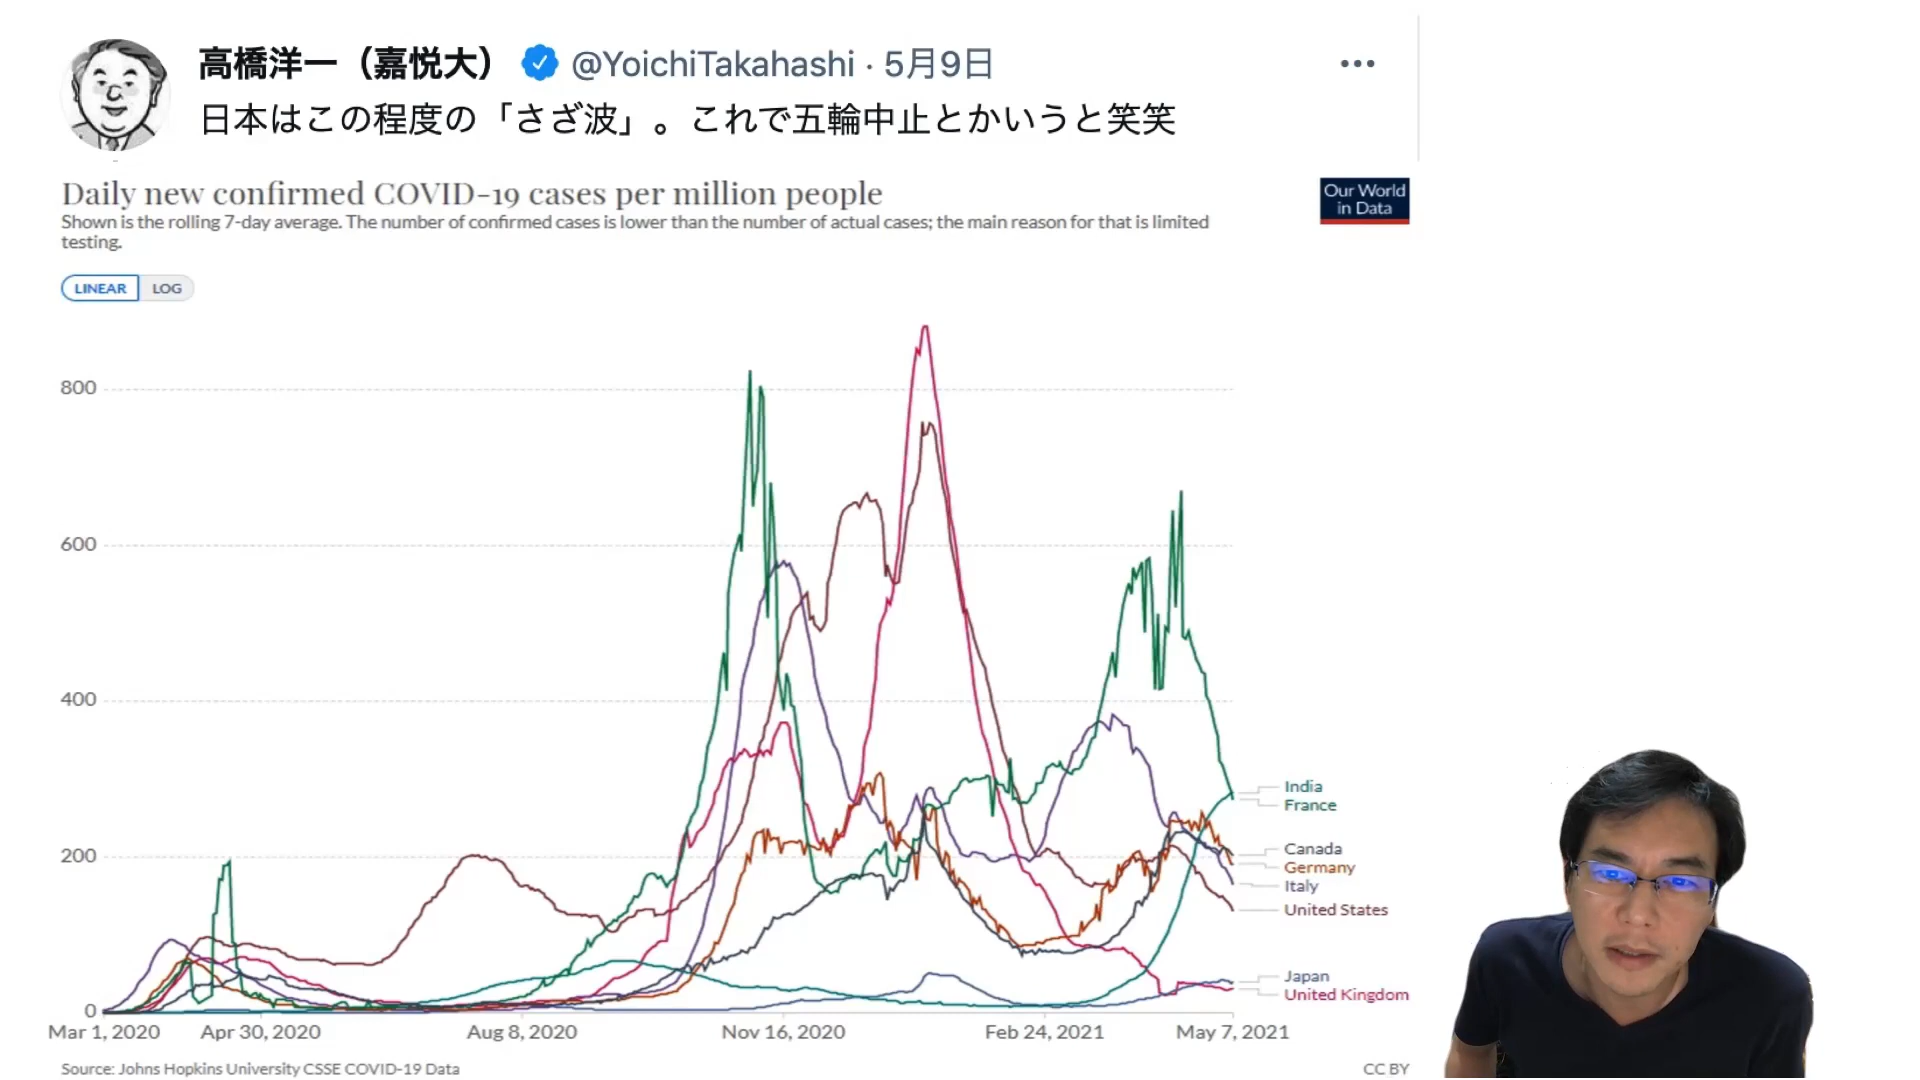 高橋洋一（嘉悦大） @YoichiTakahashi · 5月9日
日本はこの程度の「さざ波」。これで五輪中止とかいうと笑笑
Daily new confirmed COVID-19 cases per million people
Our World
in Data
Shown is the rolling 7-day average. The number of confirmed cases is lower than the number of actual cases; the main reason for that is limited
testing.
LINEAR LOG
800
600
400
200
0
India
France
Canada
Germany
Italy
United States
Japan
United Kingdom
Mar 1, 2020 Apr 30, 2020 Aug 8, 2020 Nov 16, 2020 Feb 24, 2021 May 7, 2021
Source: Johns Hopkins University CSSE COVID-19 Data CC BY